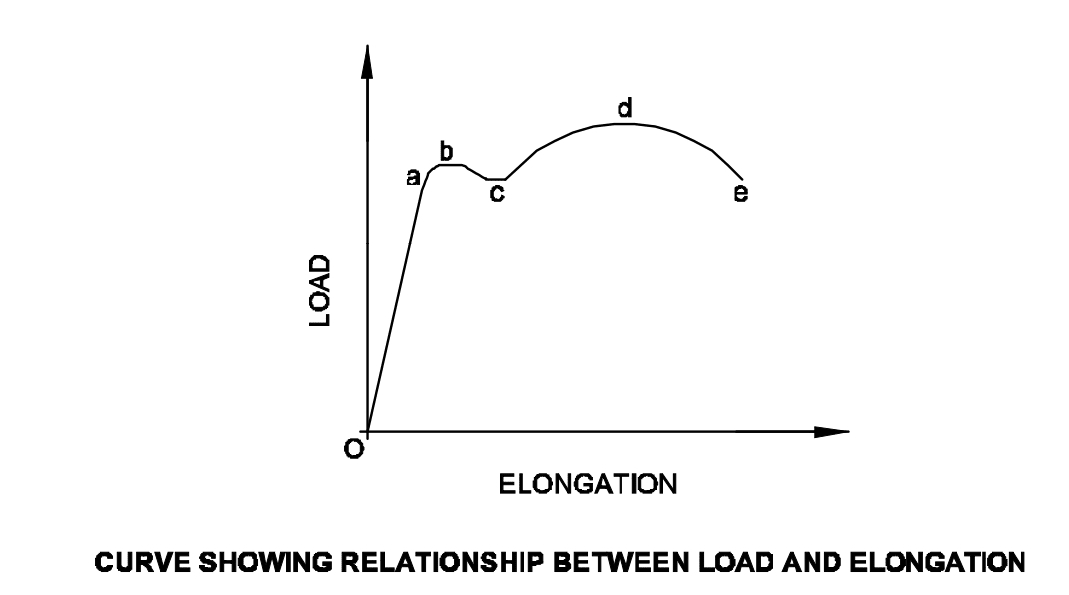 d
b
a
c
e
LOAD
O
ELONGATION
CURVE SHOWING RELATIONSHIP BETWEEN LOAD AND ELONGATION